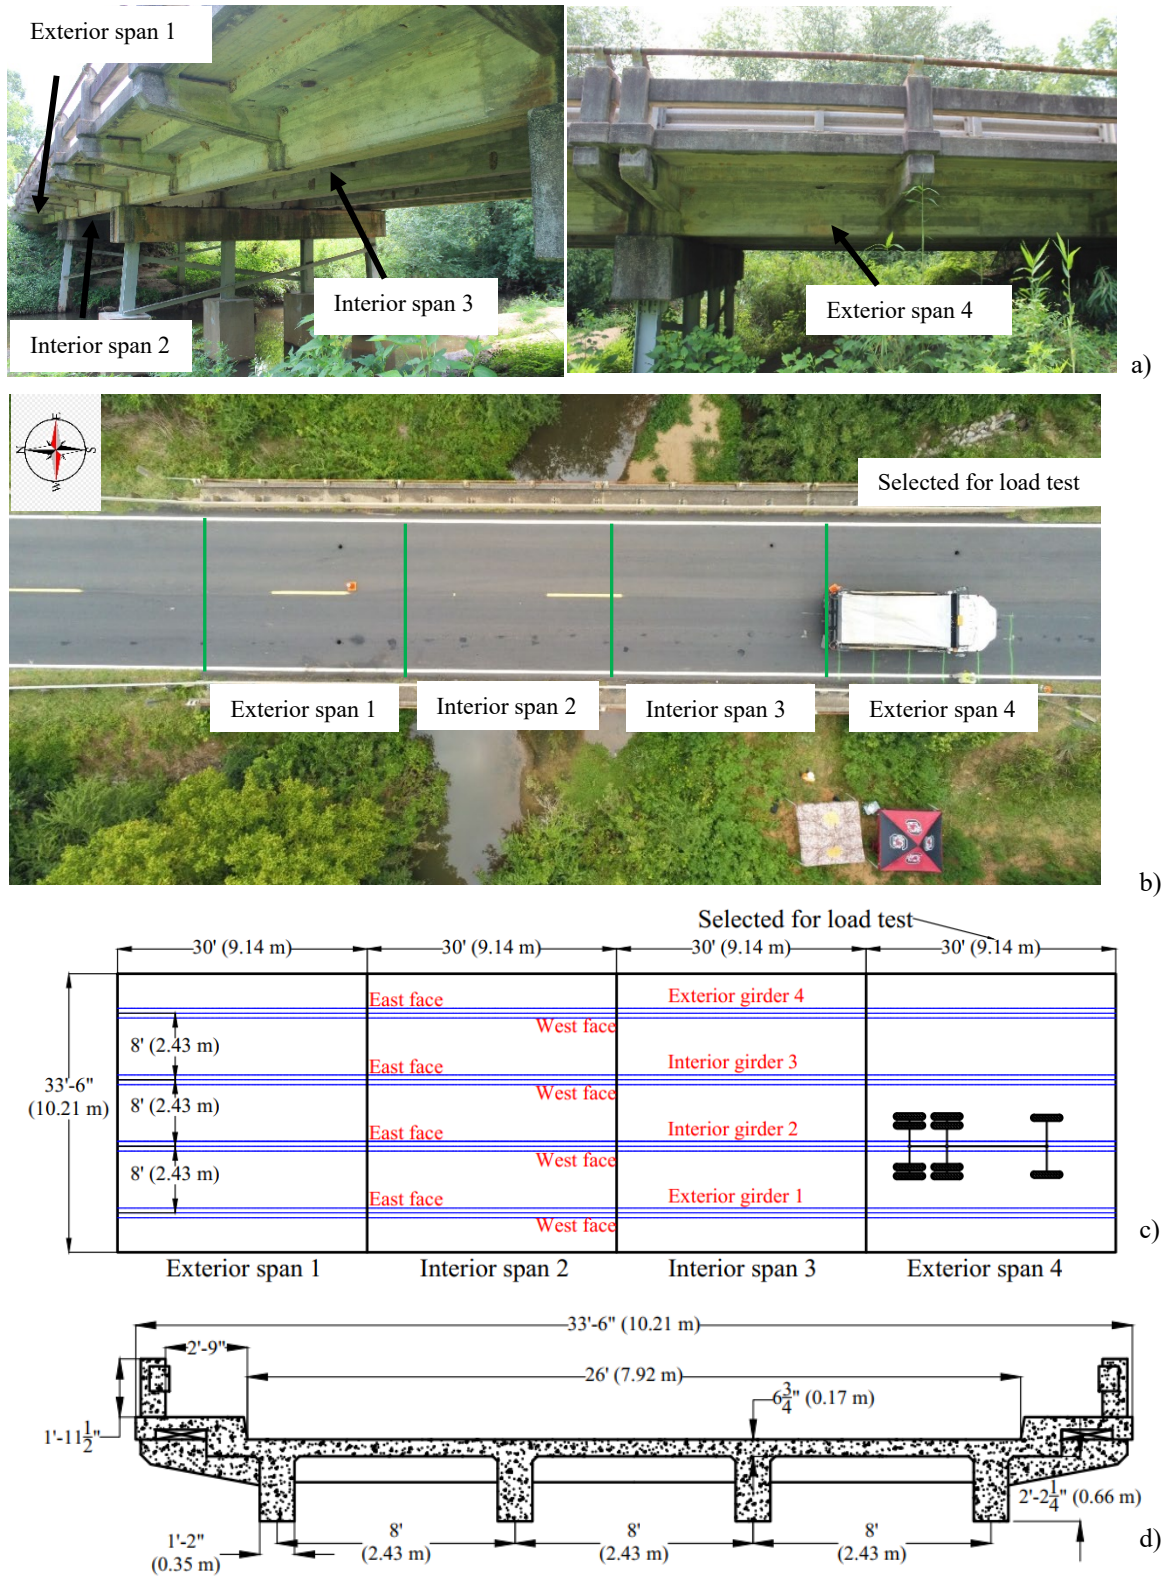 Exterior span 1
Interior span 3
Interior span 2
Exterior span 4
a)
N
E
S
W
Selected for load test
Exterior span 1
Interior span 2
Interior span 3
Exterior span 4
b)
Selected for load test
30' (9.14 m)
30' (9.14 m)
30' (9.14 m)
30' (9.14 m)
East face
Exterior girder 4
West face
8' (2.43 m)
East face
Interior girder 3
33'-6"
(10.21 m)
West face
8' (2.43 m)
East face
Interior girder 2
West face
8' (2.43 m)
East face
Exterior girder 1
West face
c)
Exterior span 1
Interior span 2
Interior span 3
Exterior span 4
33'-6" (10.21 m)
2'-9"
26' (7.92 m)
6 3/4" (0.17 m)
1'-11 1/2"
2'-2 1/4" (0.66 m)
1'-2"
(0.35 m)
8'
(2.43 m)
8'
(2.43 m)
8'
(2.43 m)
d)